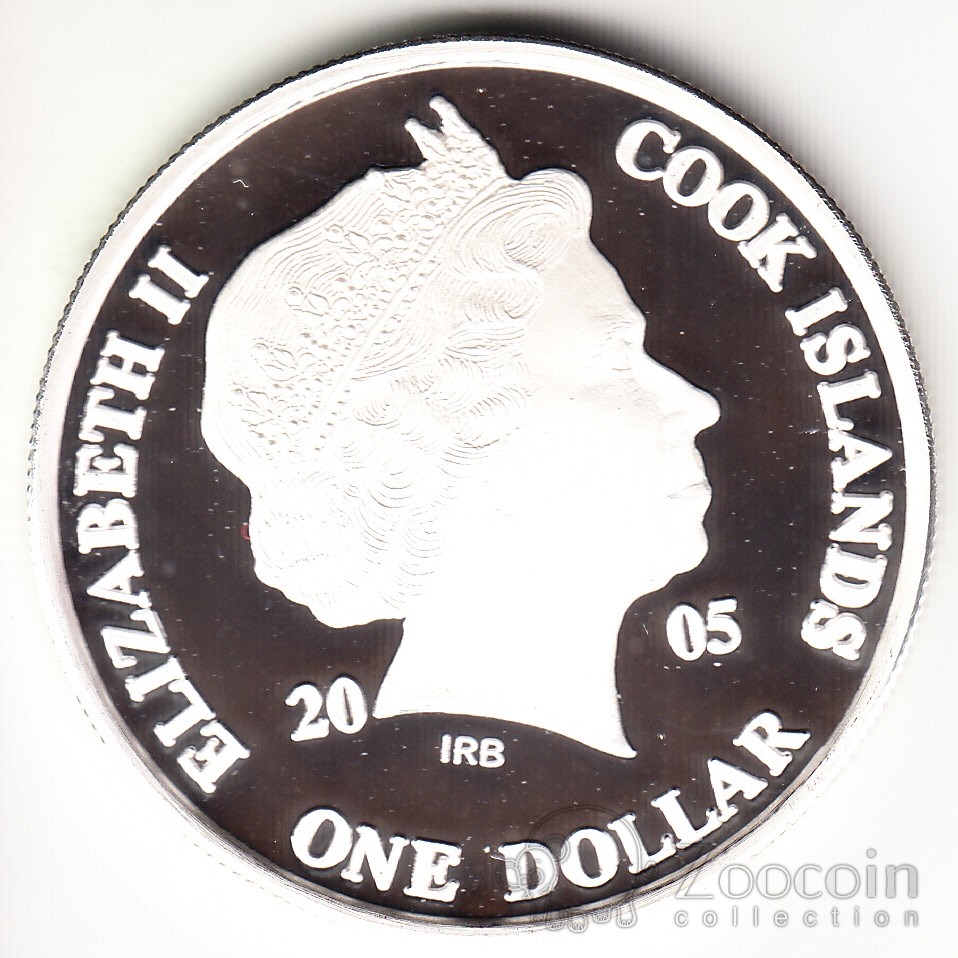 ELIZABETH II
COOK ISLANDS
20 05
IRB
ONE DOLLAR
Zoocoin
collection